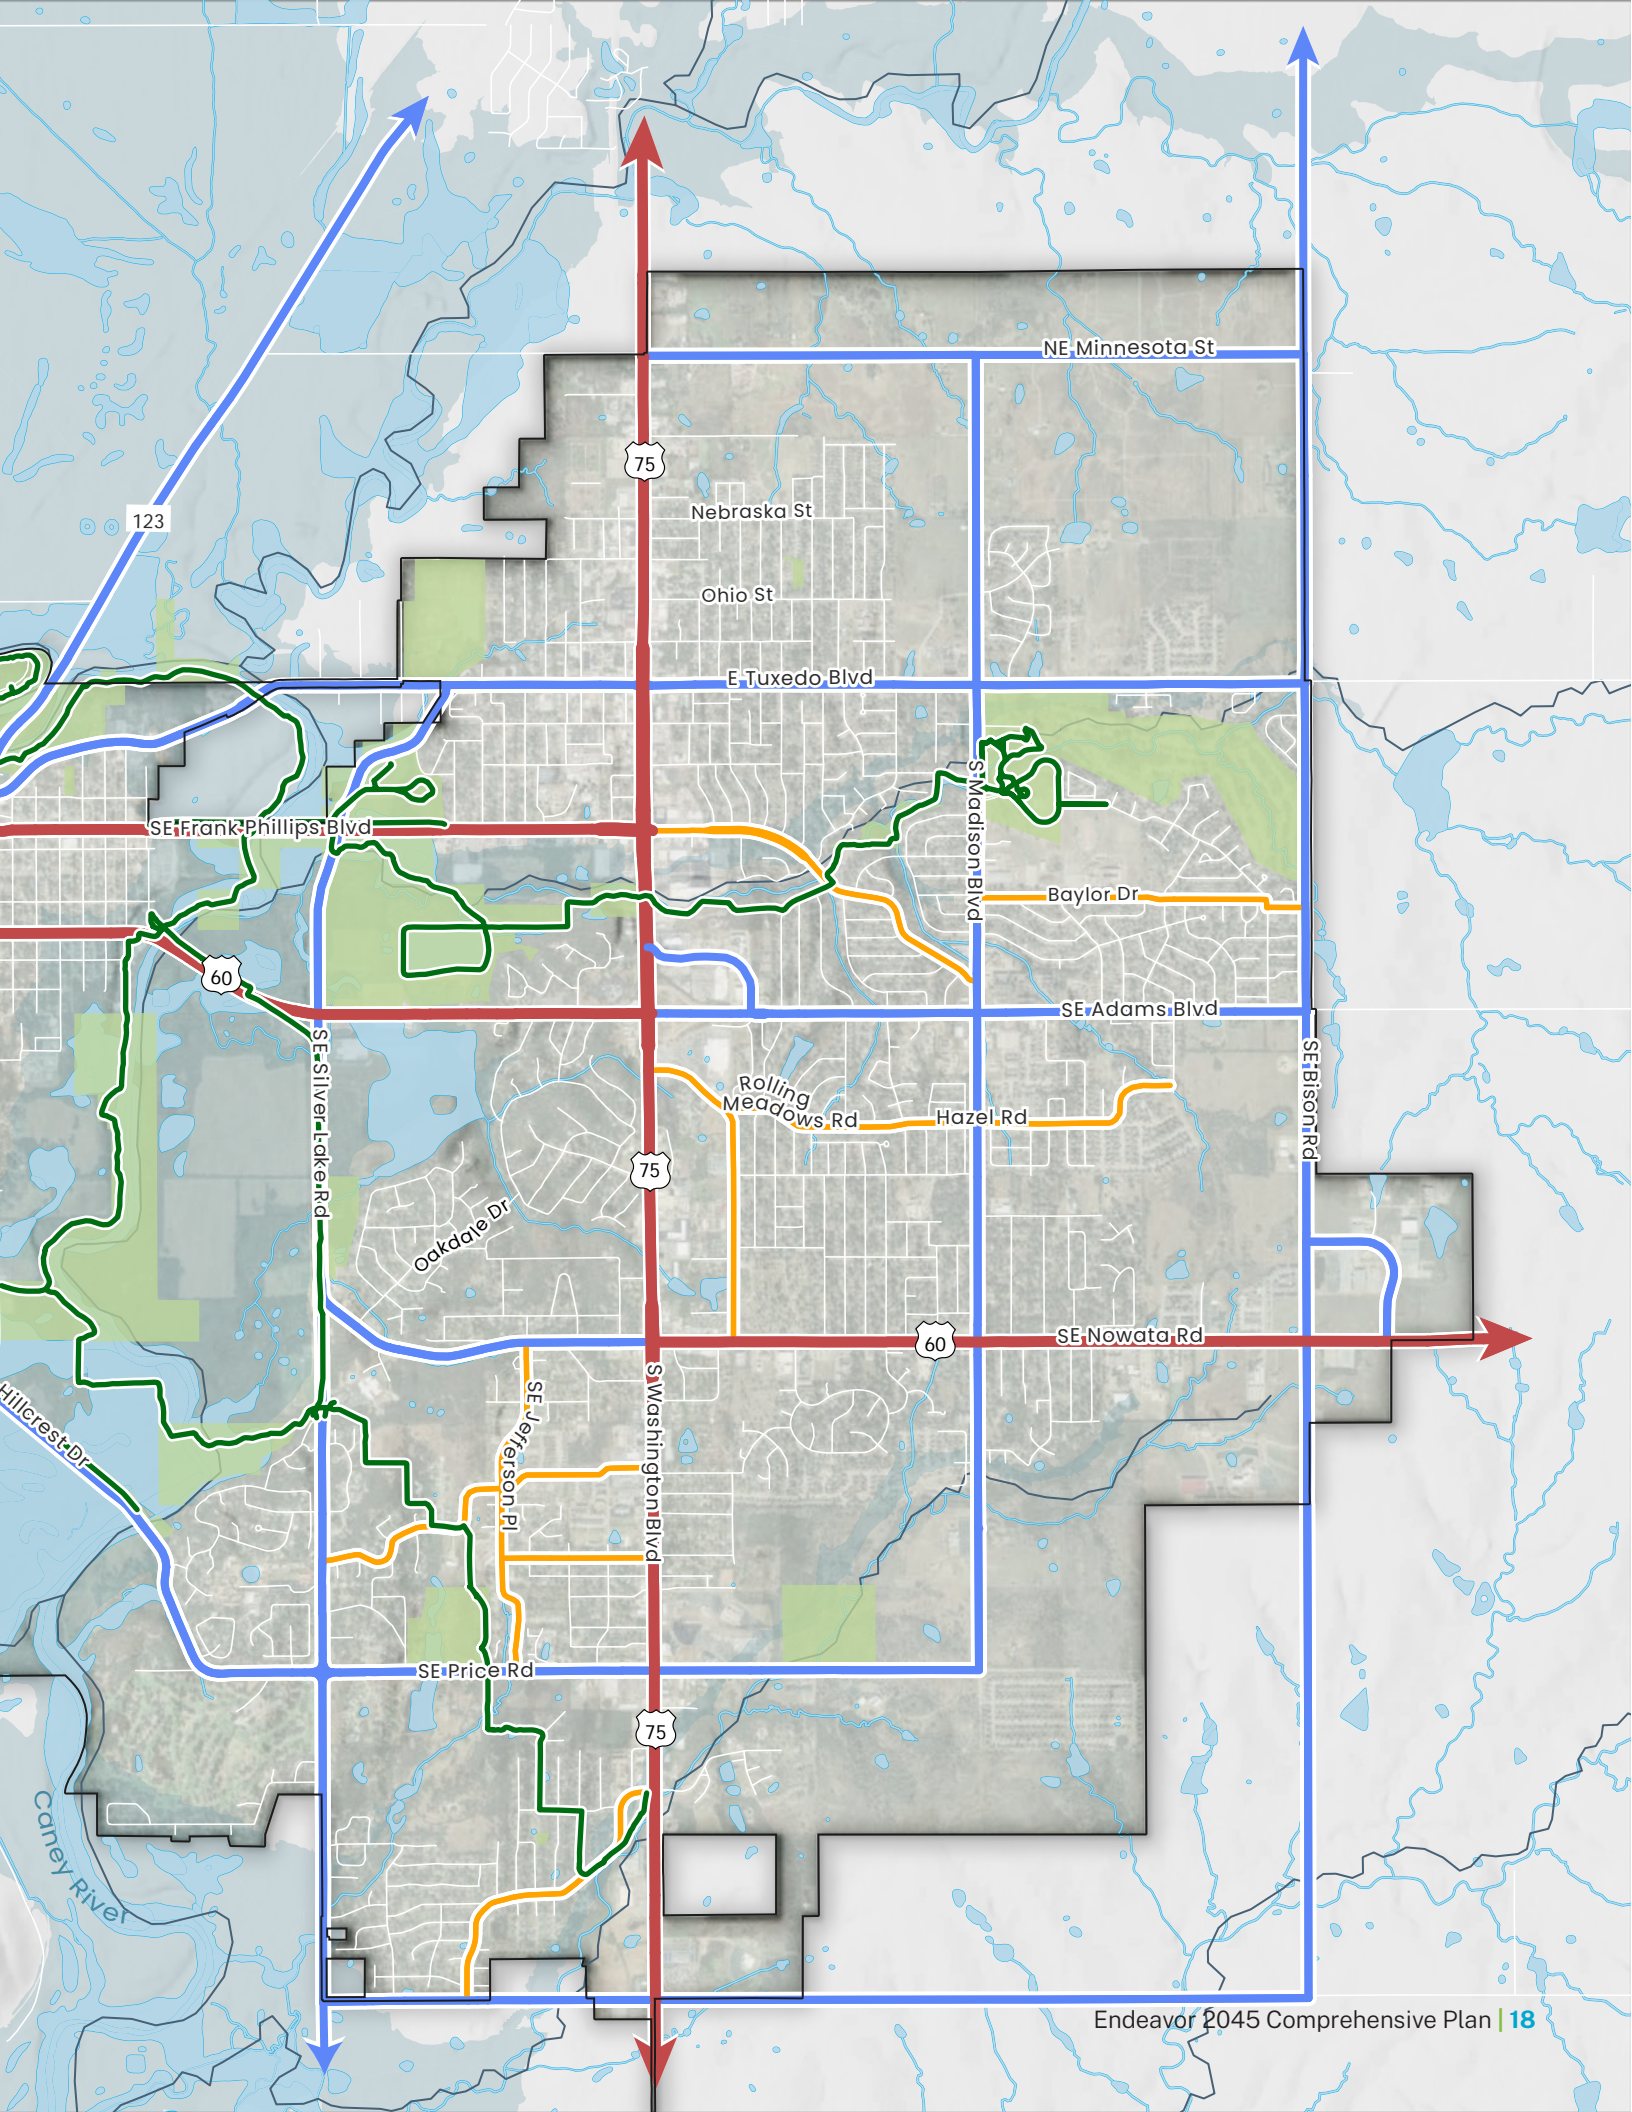 NE Minnesota St
75
Nebraska St
123
Ohio St
E Tuxedo Blvd
SE Frank Phillips Blvd
S Madison Blvd
Baylor Dr
60
SE Adams Blvd
SE Silver Lake Rd
SE Bison Rd
Rolling
Meadows Rd
Hazel Rd
75
Oakdale Dr
60
SE Nowata Rd
S Washington Blvd
SE Jefferson Pl
Hillcrest Dr
SE Price Rd
75
Caney River
Endeavor 2045 Comprehensive Plan | 18